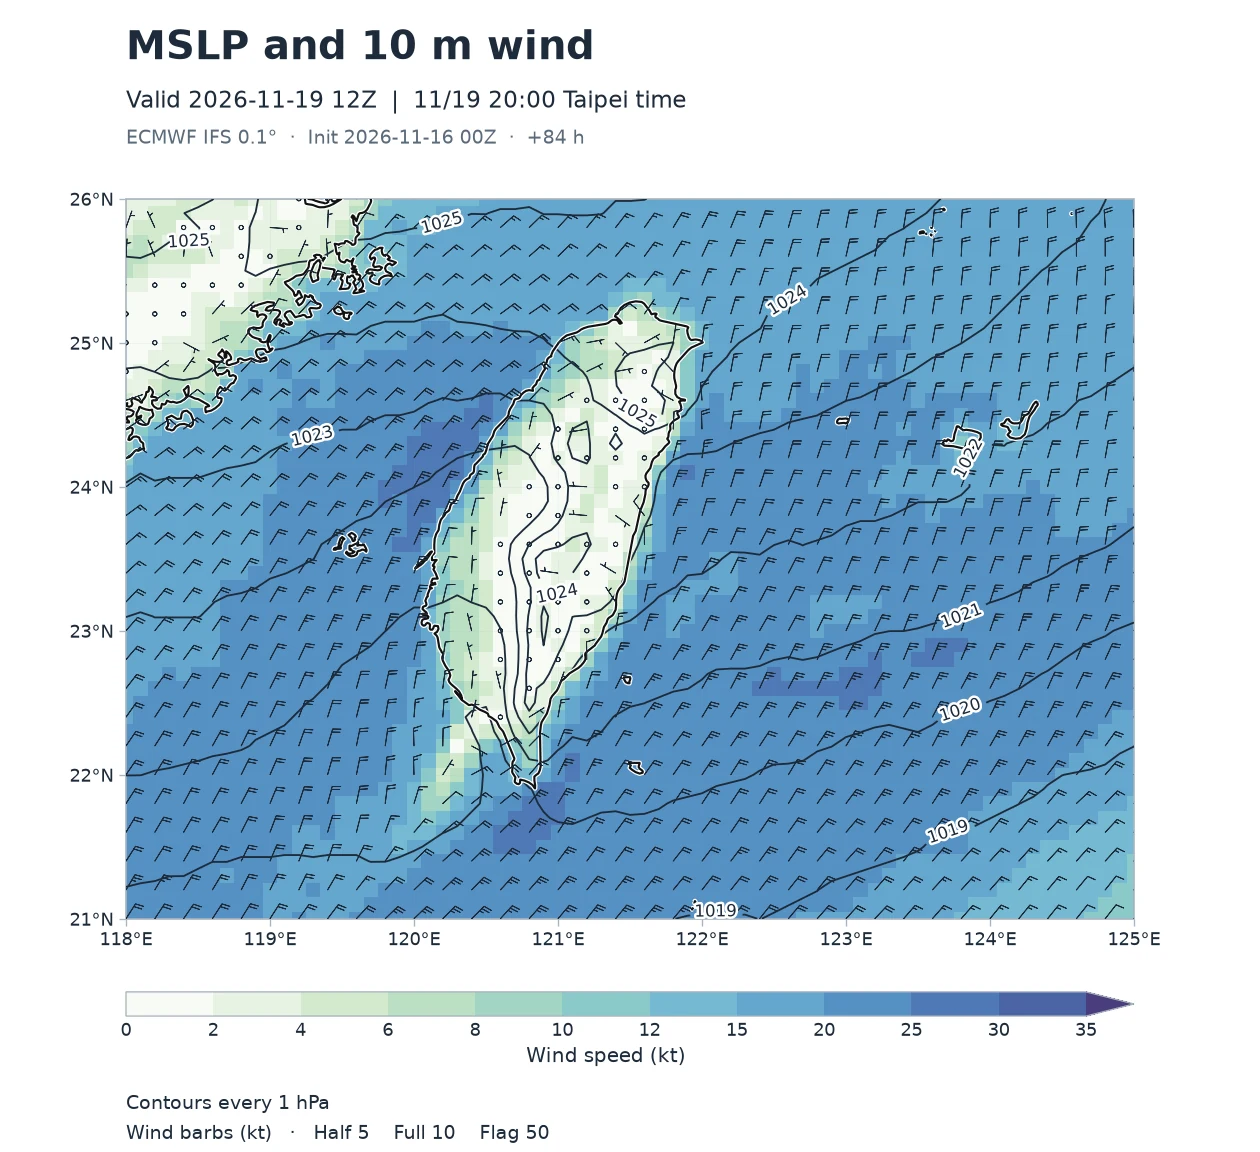 MSLP and 10 m wind
Valid 2026-11-19 12Z | 11/19 20:00 Taipei time
ECMWF IFS 0.1° · Init 2026-11-16 00Z · +84 h
26°N
25°N
24°N
23°N
22°N
21°N
1025
1025
1024
1023
1025
1022
1024
1021
1020
1019
1019
118°E 119°E 120°E 121°E 122°E 123°E 124°E 125°E
0 2 4 6 8 10 12 15 20 25 30 35
Wind speed (kt)
Contours every 1 hPa
Wind barbs (kt) · Half 5 Full 10 Flag 50